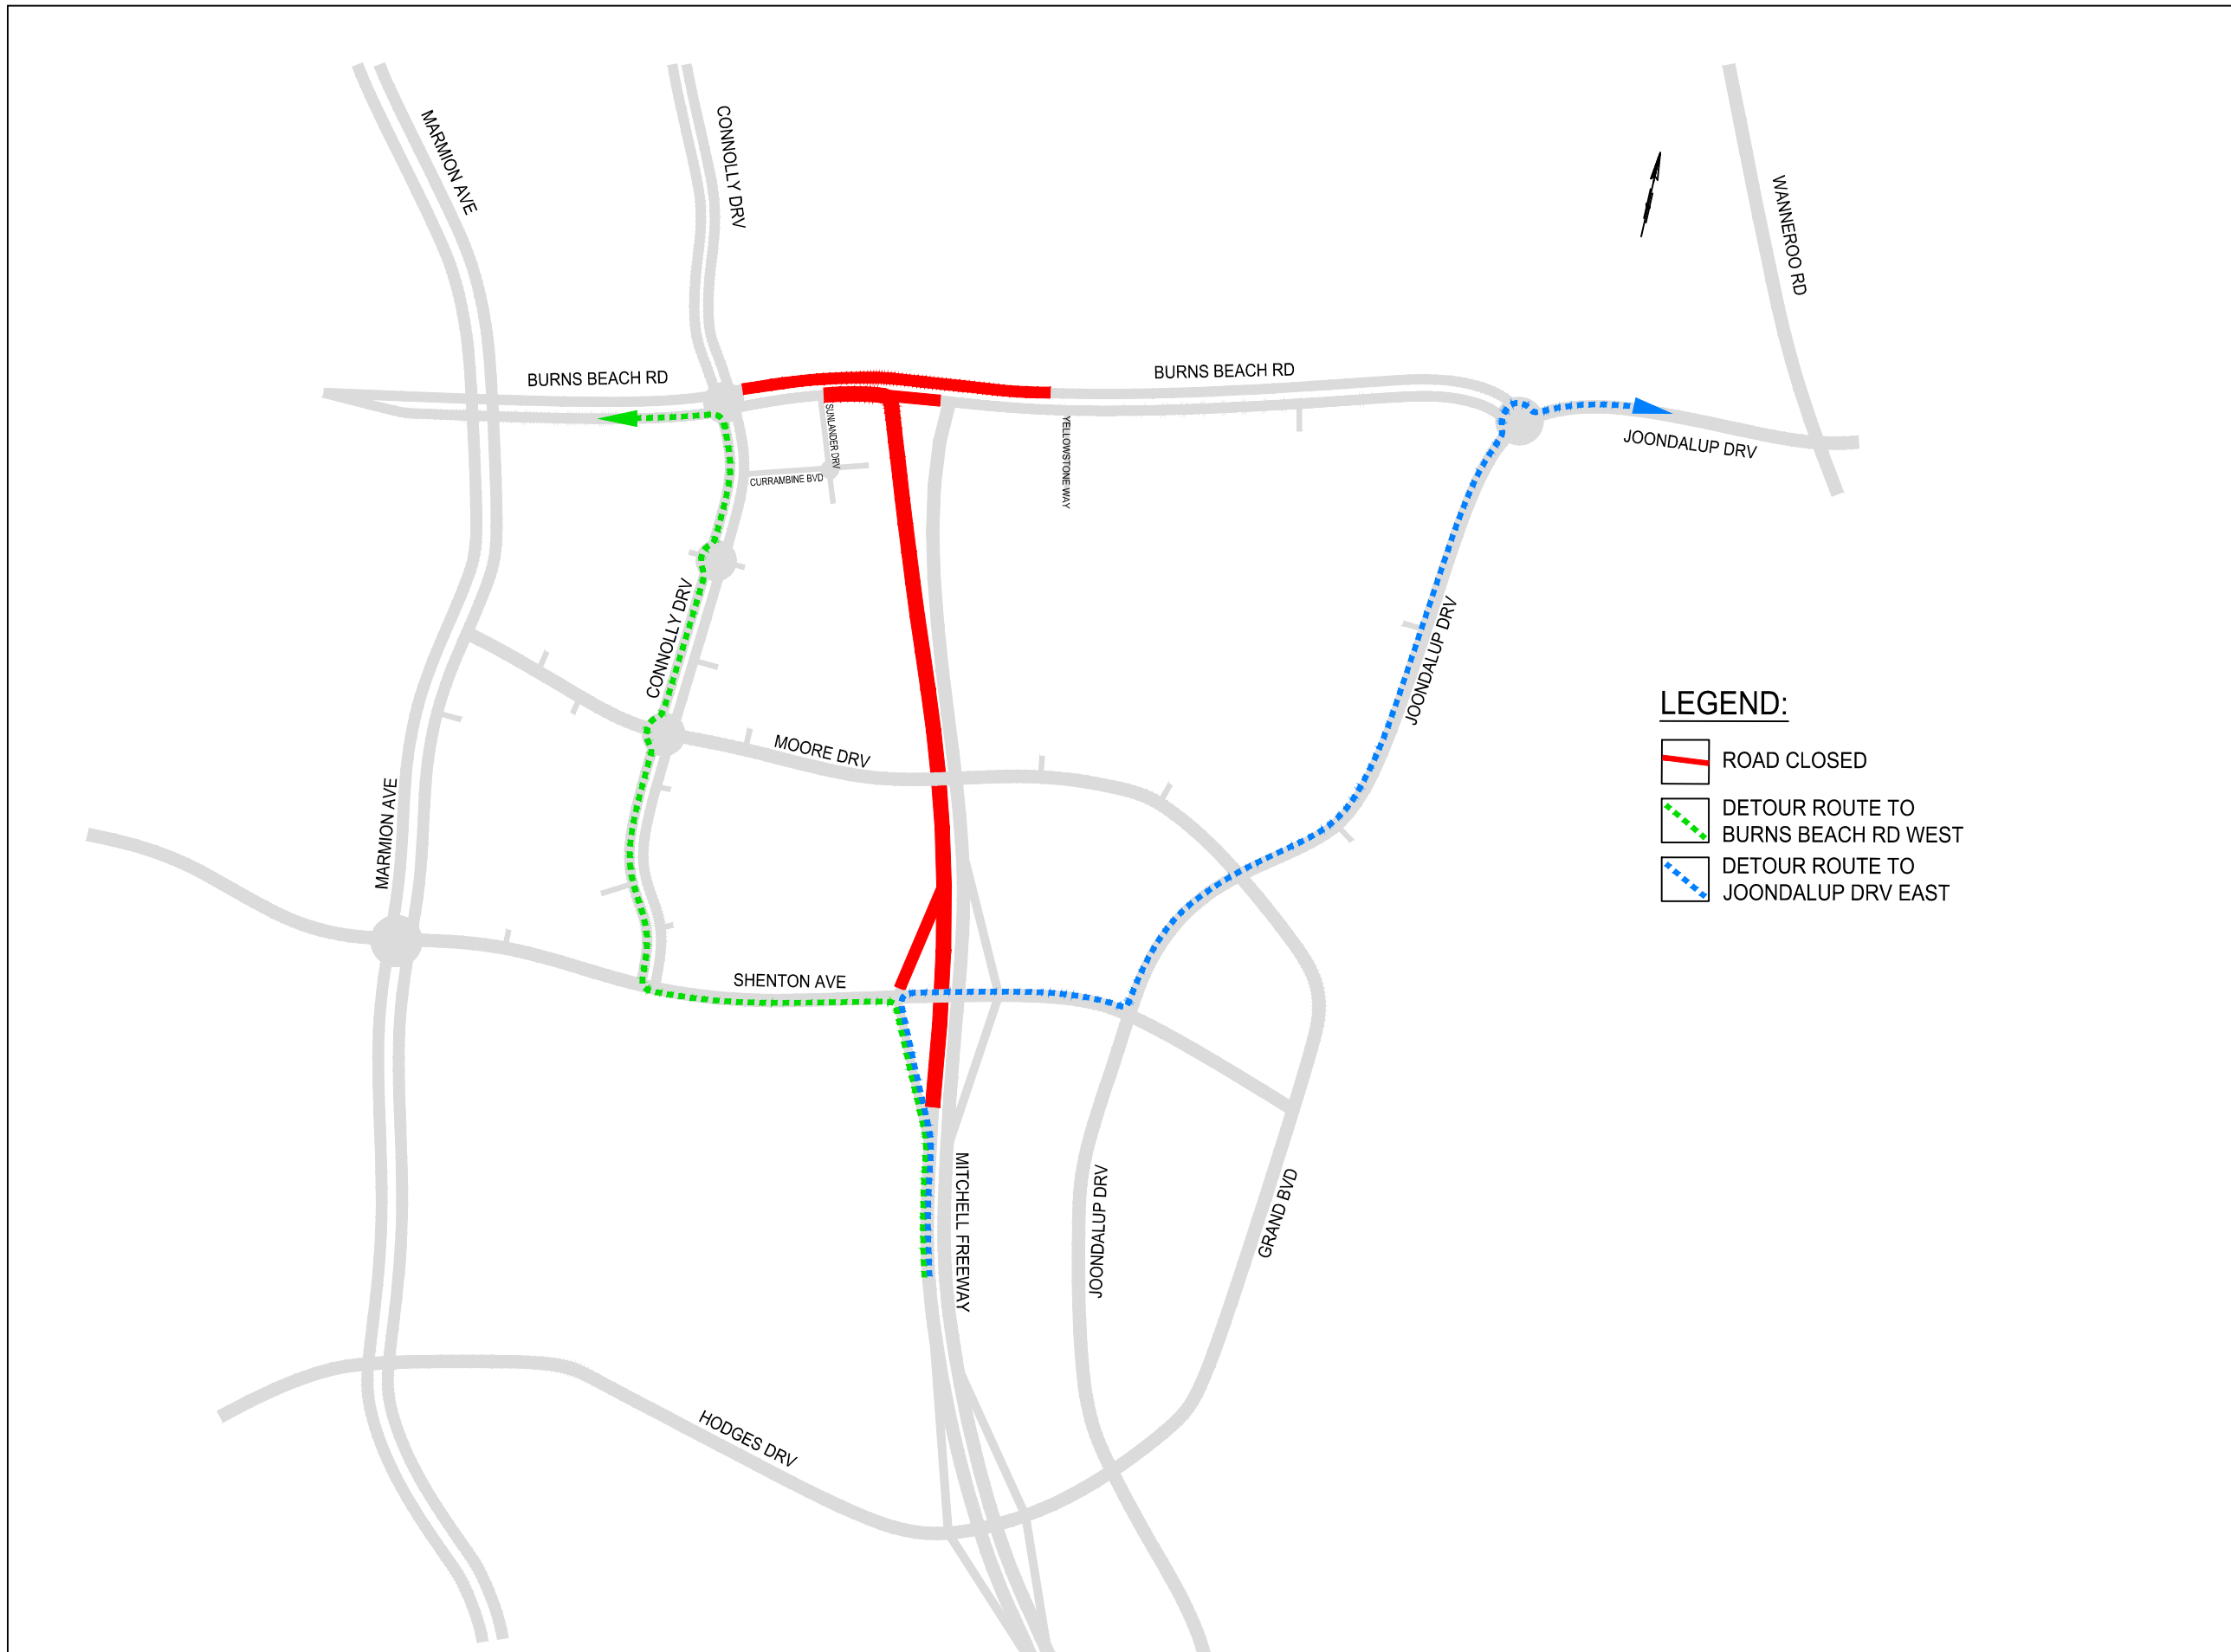 MARMION AVE
CONNOLLY DRV
WANNEROO RD
BURNS BEACH RD
BURNS BEACH RD
SUNLANDER DRV
YELLOWSTONE WAY
JOONDALUP DRV
CURRAMBINE BVD
CONNOLLY DRV
JOONDALUP DRV
MOORE DRV
MARMION AVE
SHENTON AVE
MITCHELL FREEWAY
JOONDALUP DRV
GRAND BVD
HODGES DRV
LEGEND:
ROAD CLOSED
DETOUR ROUTE TO
BURNS BEACH RD WEST
DETOUR ROUTE TO
JOONDALUP DRV EAST